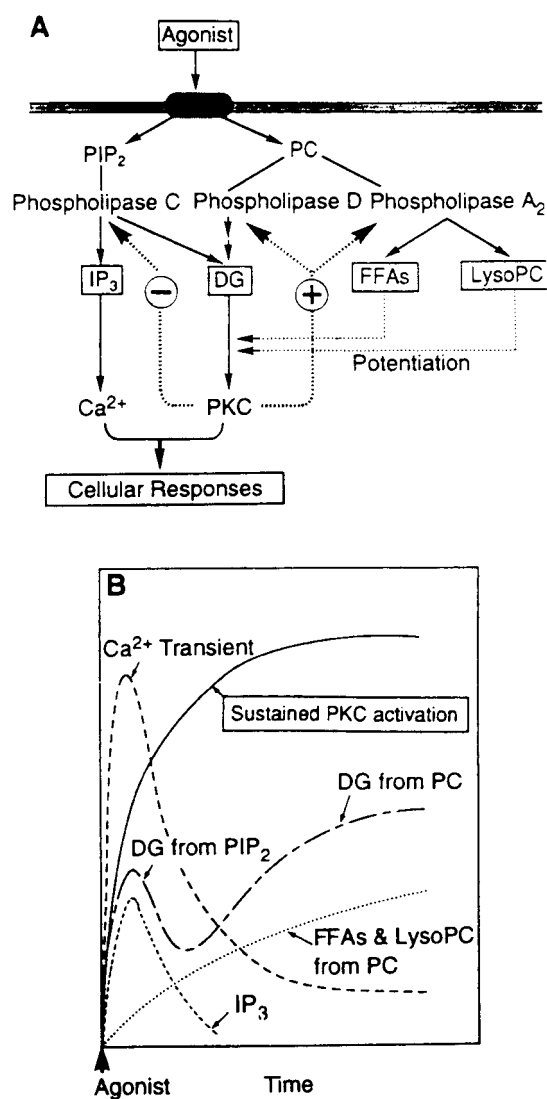 A
Agonist
PIP₂
PC
Phospholipase C Phospholipase D Phospholipase A₂
IP₃
−
DG
+
FFAs
LysoPC
Potentiation
Ca²⁺
PKC
Cellular Responses
B
Ca²⁺ Transient
Sustained PKC activation
DG from PC
DG from PIP₂
FFAs & LysoPC
from PC
IP₃
Agonist
Time